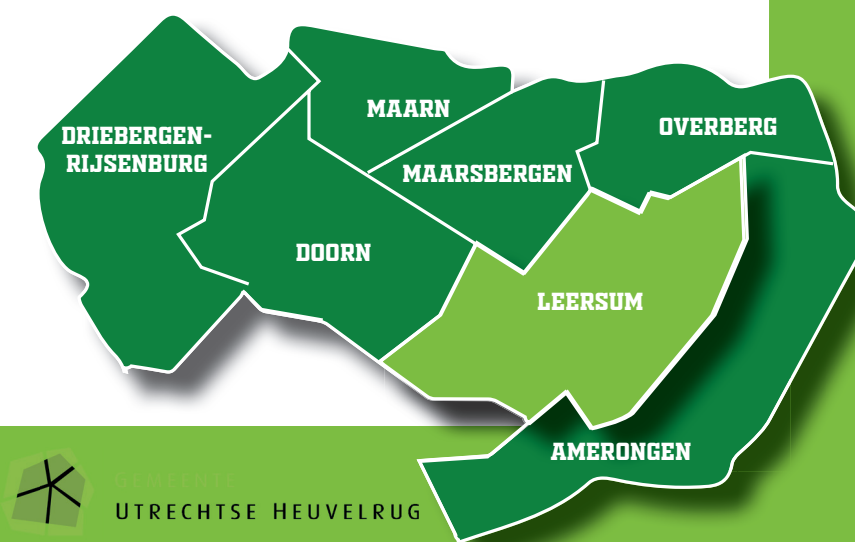 MAARN
OVERBERG
DRIEBERGEN-
RIJSENBURG
MAARSBERGEN
DOORN
LEERSUM
AMERONGEN
GEMEENTE
UTRECHTSE HEUVELRUG